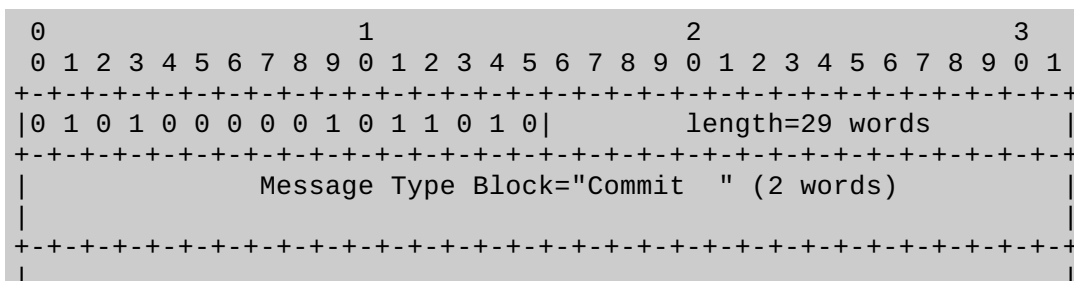 0                   1                   2                   3
 0 1 2 3 4 5 6 7 8 9 0 1 2 3 4 5 6 7 8 9 0 1 2 3 4 5 6 7 8 9 0 1
+-+-+-+-+-+-+-+-+-+-+-+-+-+-+-+-+-+-+-+-+-+-+-+-+-+-+-+-+-+-+-+-+
|0 1 0 1 0 0 0 0 0 1 0 1 1 0 1 0|        length=29 words        |
+-+-+-+-+-+-+-+-+-+-+-+-+-+-+-+-+-+-+-+-+-+-+-+-+-+-+-+-+-+-+-+-+
|              Message Type Block="Commit  " (2 words)          |
|                                                               |
+-+-+-+-+-+-+-+-+-+-+-+-+-+-+-+-+-+-+-+-+-+-+-+-+-+-+-+-+-+-+-+-+
|                                                               |